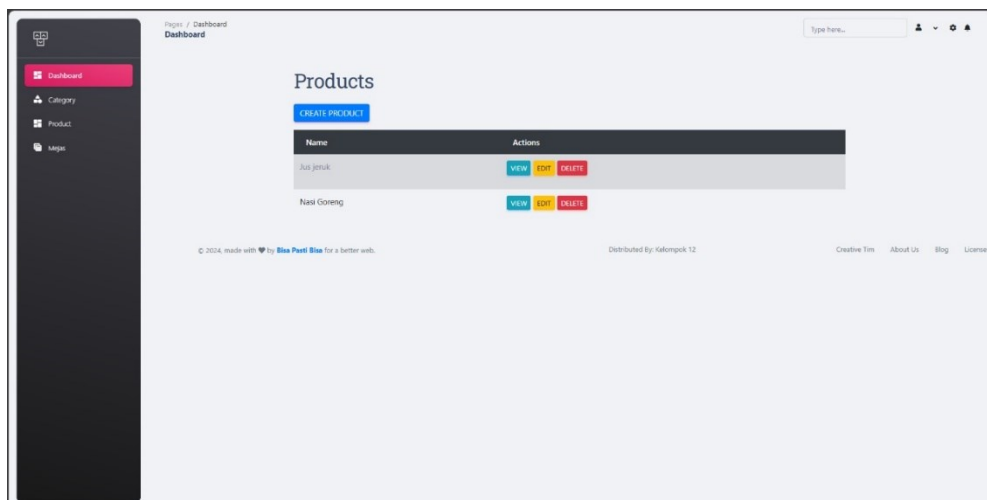 Pages / Dashboard
Dashboard
Type here...
Dashboard
Category
Product
Mejas
Products
CREATE PRODUCT
Name Actions
Jus jeruk VIEW EDIT DELETE
Nasi Goreng VIEW EDIT DELETE
© 2024, made with ♥ by Bisa Pasti Bisa for a better web. Distributed By: Kelompok 12 Creative Tim About Us Blog License